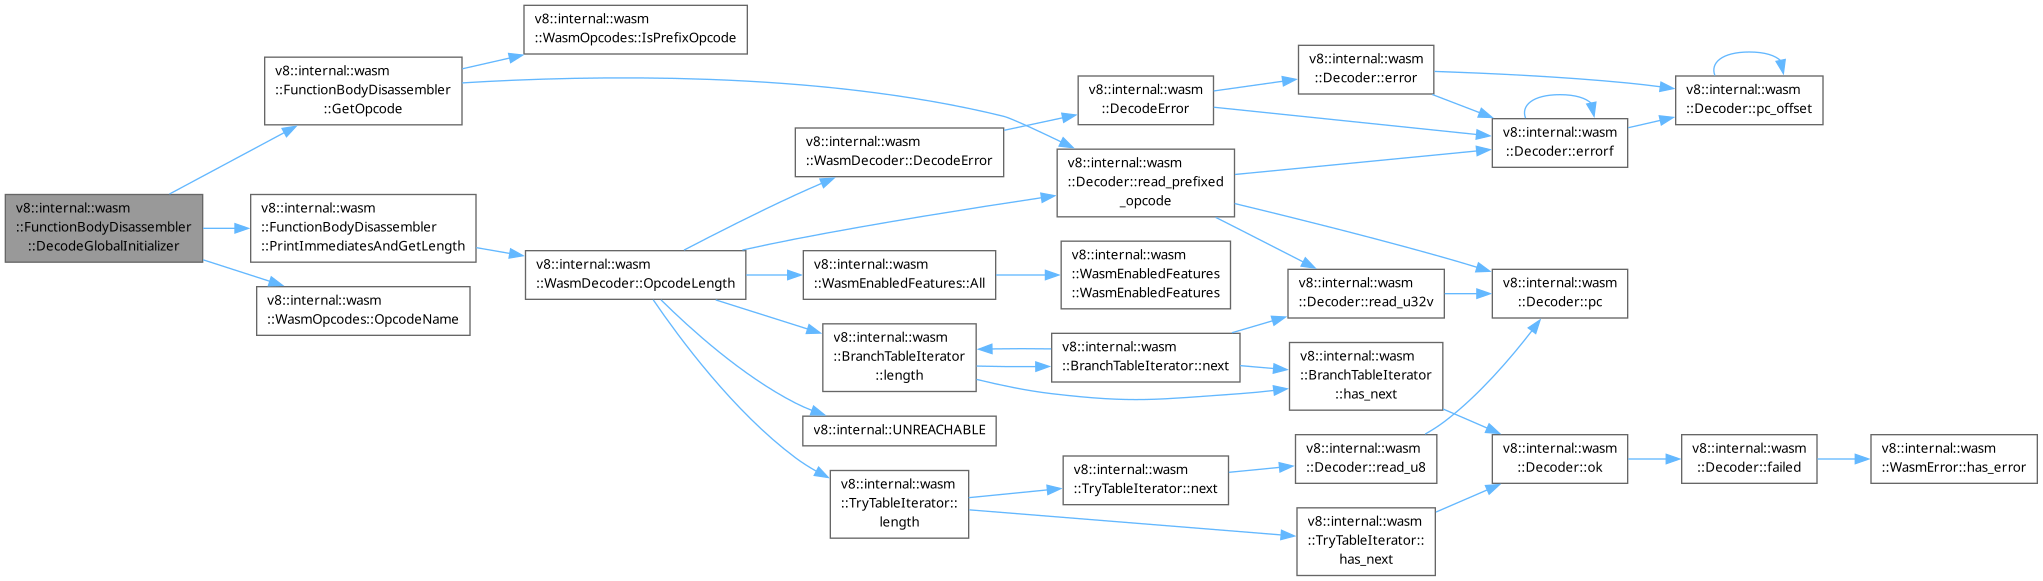 v8::internal::wasm
::FunctionBodyDisassembler
::DecodeGlobalInitializer
v8::internal::wasm
::FunctionBodyDisassembler
::GetOpcode
v8::internal::wasm
::FunctionBodyDisassembler
::PrintImmediatesAndGetLength
v8::internal::wasm
::WasmOpcodes::OpcodeName
v8::internal::wasm
::WasmOpcodes::IsPrefixOpcode
v8::internal::wasm
::WasmDecoder::OpcodeLength
v8::internal::wasm
::WasmDecoder::DecodeError
v8::internal::wasm
::WasmEnabledFeatures::All
v8::internal::wasm
::BranchTableIterator
::length
v8::internal::UNREACHABLE
v8::internal::wasm
::TryTableIterator::
length
v8::internal::wasm
::DecodeError
v8::internal::wasm
::Decoder::read_prefixed
_opcode
v8::internal::wasm
::WasmEnabledFeatures
::WasmEnabledFeatures
v8::internal::wasm
::BranchTableIterator::next
v8::internal::wasm
::TryTableIterator::next
v8::internal::wasm
::Decoder::error
v8::internal::wasm
::Decoder::read_u32v
v8::internal::wasm
::BranchTableIterator
::has_next
v8::internal::wasm
::Decoder::read_u8
v8::internal::wasm
::TryTableIterator::
has_next
v8::internal::wasm
::Decoder::errorf
v8::internal::wasm
::Decoder::pc
v8::internal::wasm
::Decoder::ok
v8::internal::wasm
::Decoder::pc_offset
v8::internal::wasm
::Decoder::failed
v8::internal::wasm
::WasmError::has_error